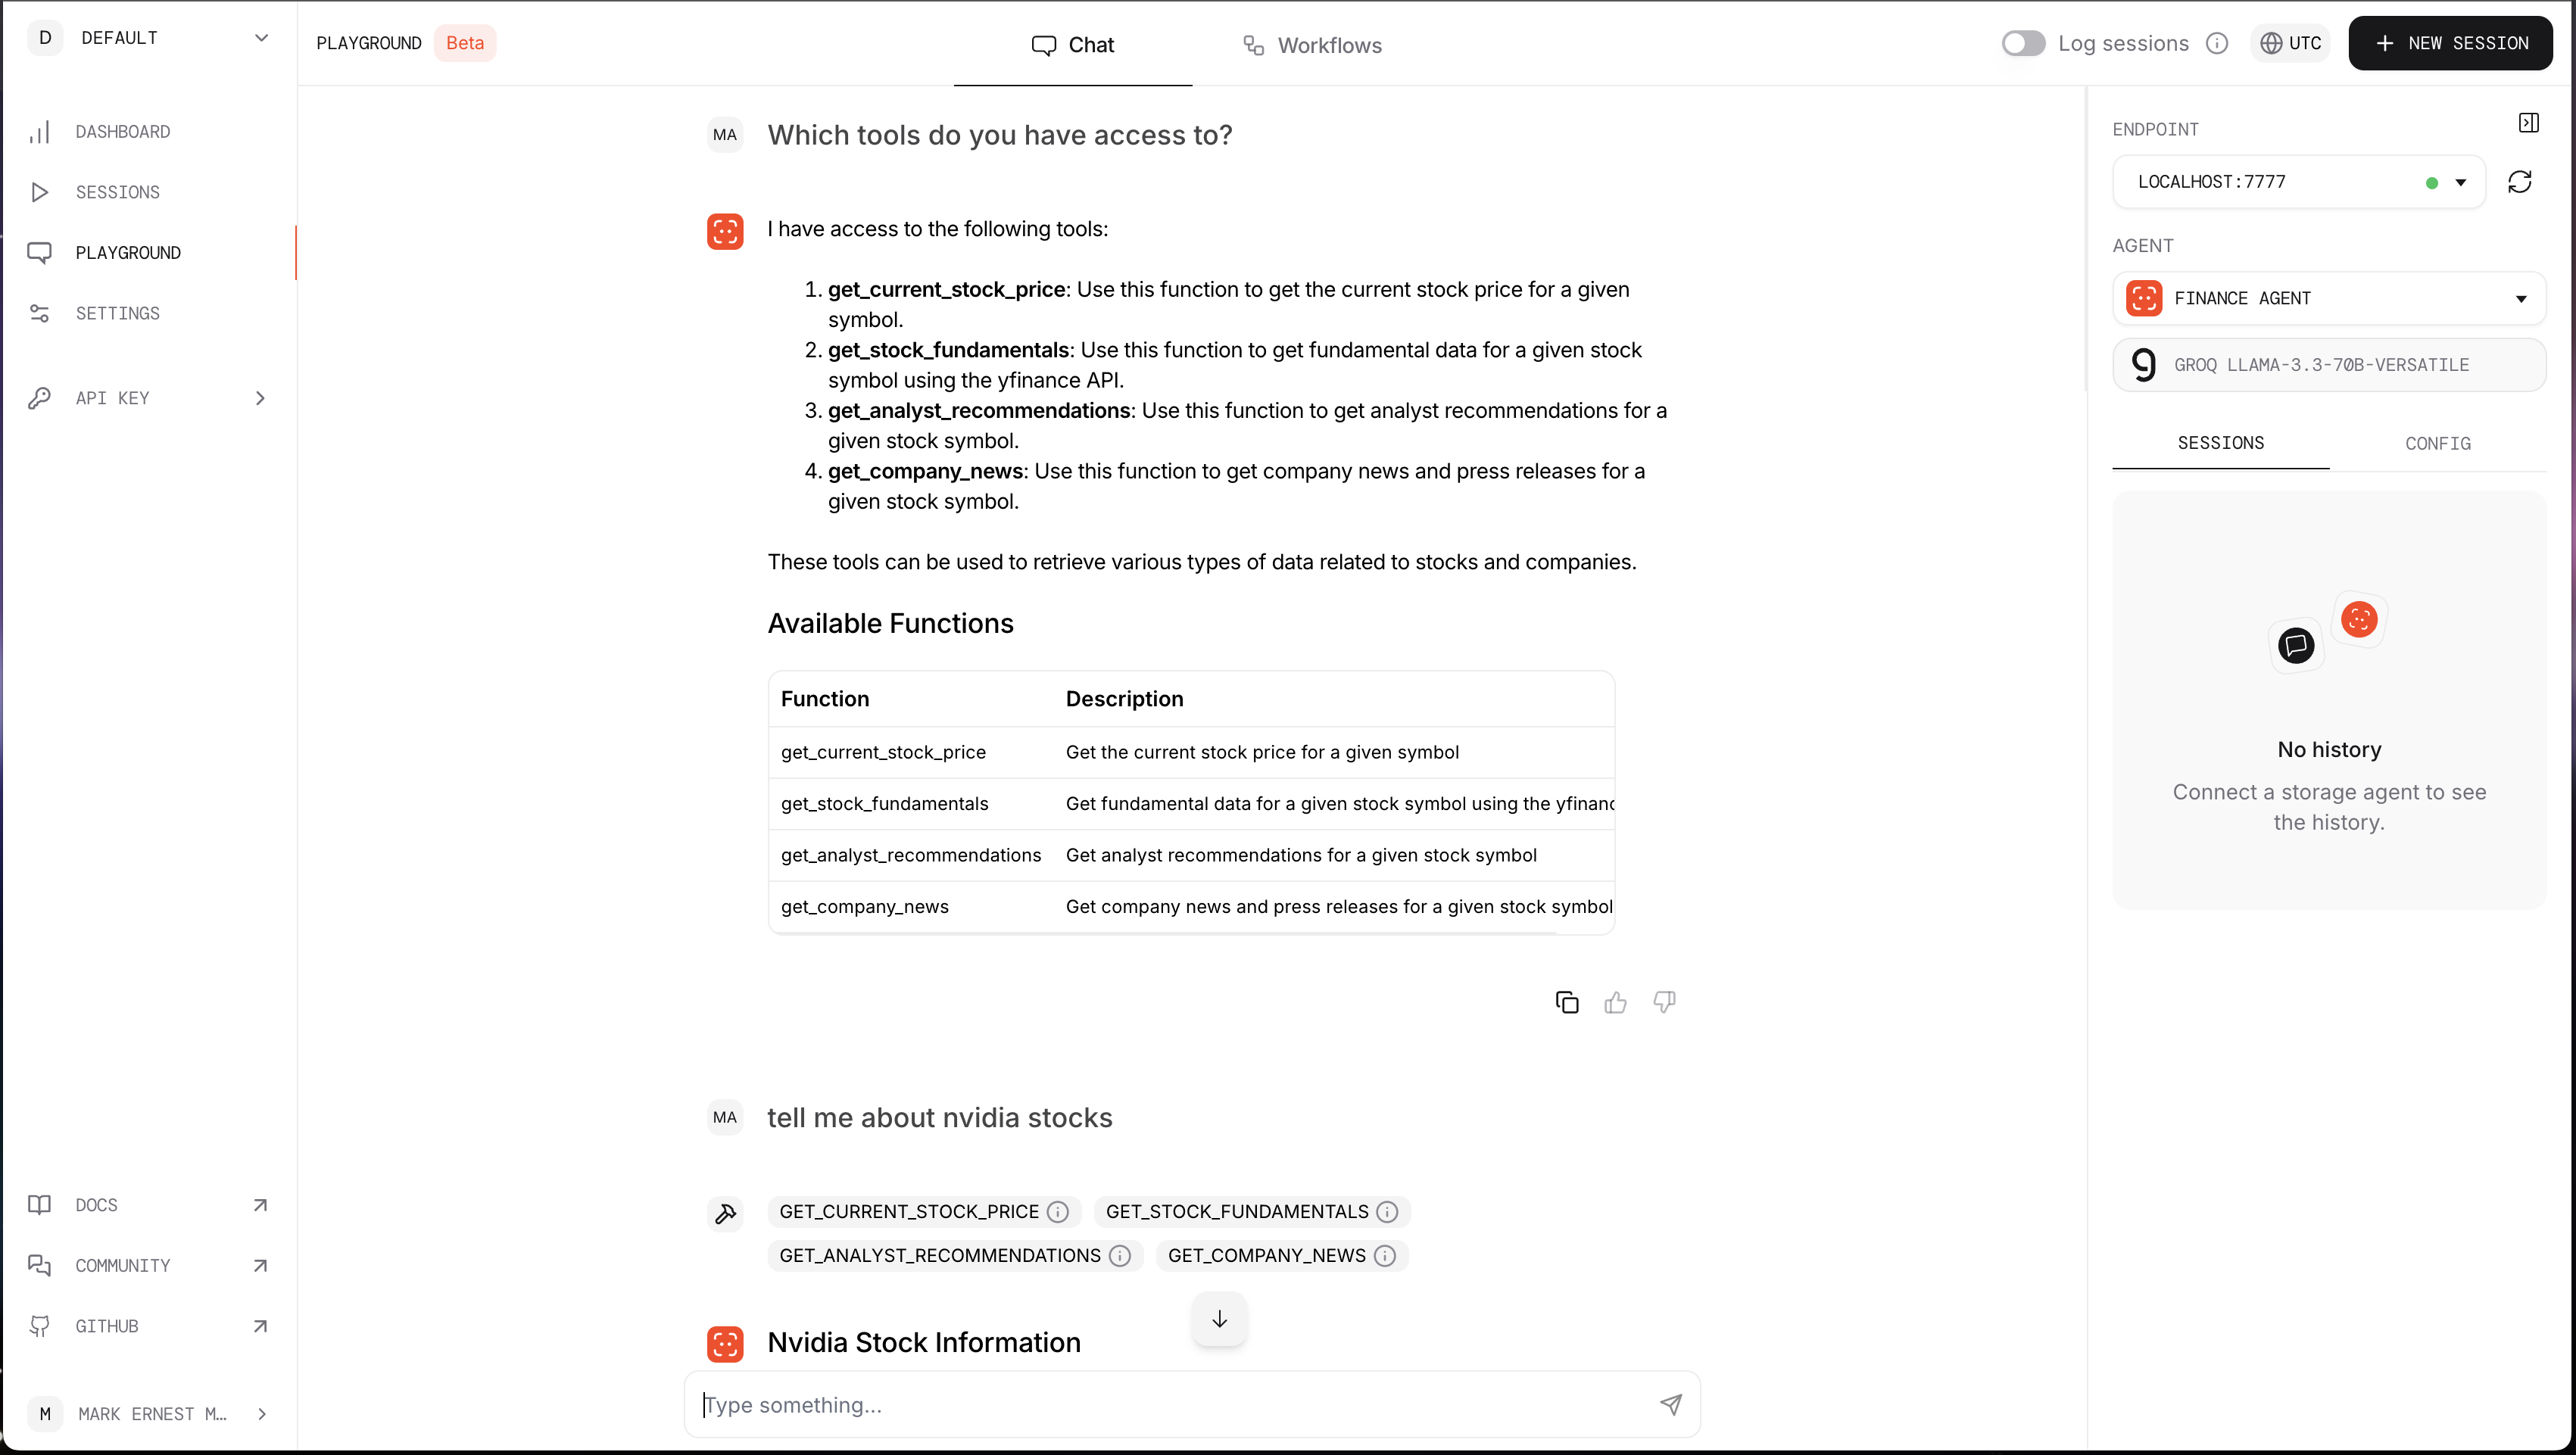 D DEFAULT
DASHBOARD
SESSIONS
PLAYGROUND
SETTINGS
API KEY
DOCS
COMMUNITY
GITHUB
M MARK ERNEST M...
PLAYGROUND Beta
Chat
Workflows
Log sessions
UTC
+ NEW SESSION
MA Which tools do you have access to?
I have access to the following tools:
1. get_current_stock_price: Use this function to get the current stock price for a given
symbol.
2. get_stock_fundamentals: Use this function to get fundamental data for a given stock
symbol using the yfinance API.
3. get_analyst_recommendations: Use this function to get analyst recommendations for a
given stock symbol.
4. get_company_news: Use this function to get company news and press releases for a
given stock symbol.
These tools can be used to retrieve various types of data related to stocks and companies.
Available Functions
Function Description
get_current_stock_price Get the current stock price for a given symbol
get_stock_fundamentals Get fundamental data for a given stock symbol using the yfinanc
get_analyst_recommendations Get analyst recommendations for a given stock symbol
get_company_news Get company news and press releases for a given stock symbol
MA tell me about nvidia stocks
GET_CURRENT_STOCK_PRICE GET_STOCK_FUNDAMENTALS
GET_ANALYST_RECOMMENDATIONS GET_COMPANY_NEWS
Nvidia Stock Information
Type something...
ENDPOINT
LOCALHOST:7777
AGENT
FINANCE AGENT
GROQ LLAMA-3.3-70B-VERSATILE
SESSIONS CONFIG
No history
Connect a storage agent to see
the history.